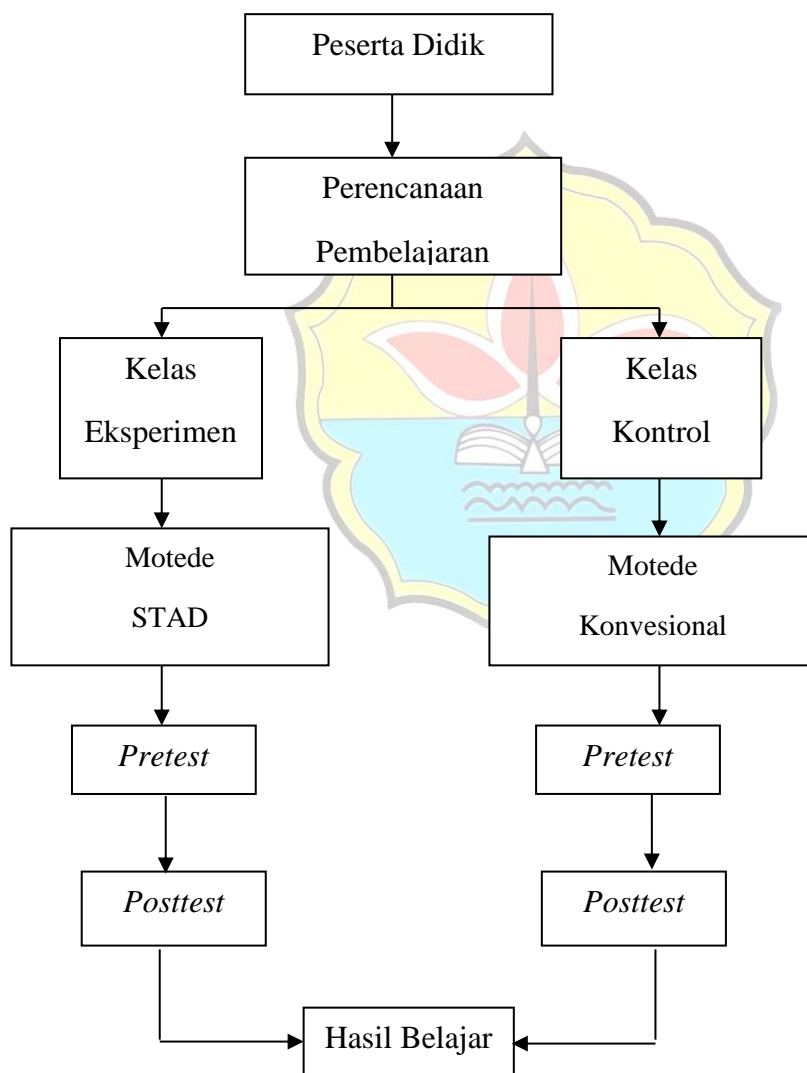 Peserta Didik
Perencanaan
Pembelajaran
Kelas
Eksperimen
Kelas
Kontrol
Motede
STAD
Motede
Konvesional
Pretest
Pretest
Posttest
Posttest
Hasil Belajar